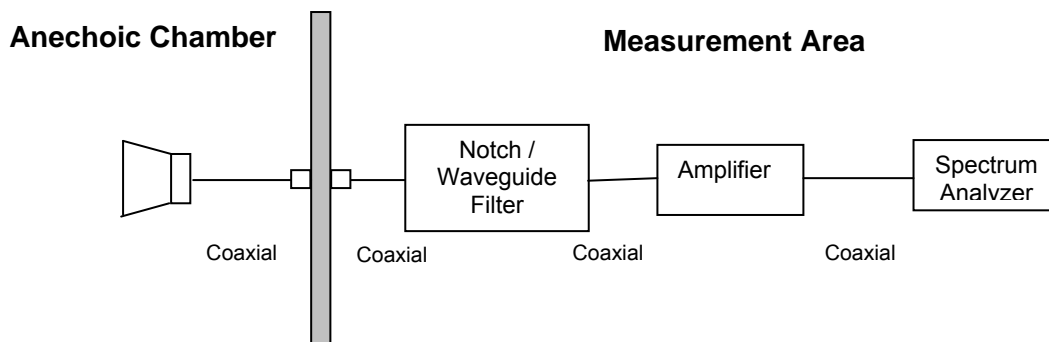 Anechoic Chamber
Measurement Area
Notch /
Waveguide
Filter
Amplifier
Spectrum
Analyzer
Coaxial
Coaxial
Coaxial
Coaxial